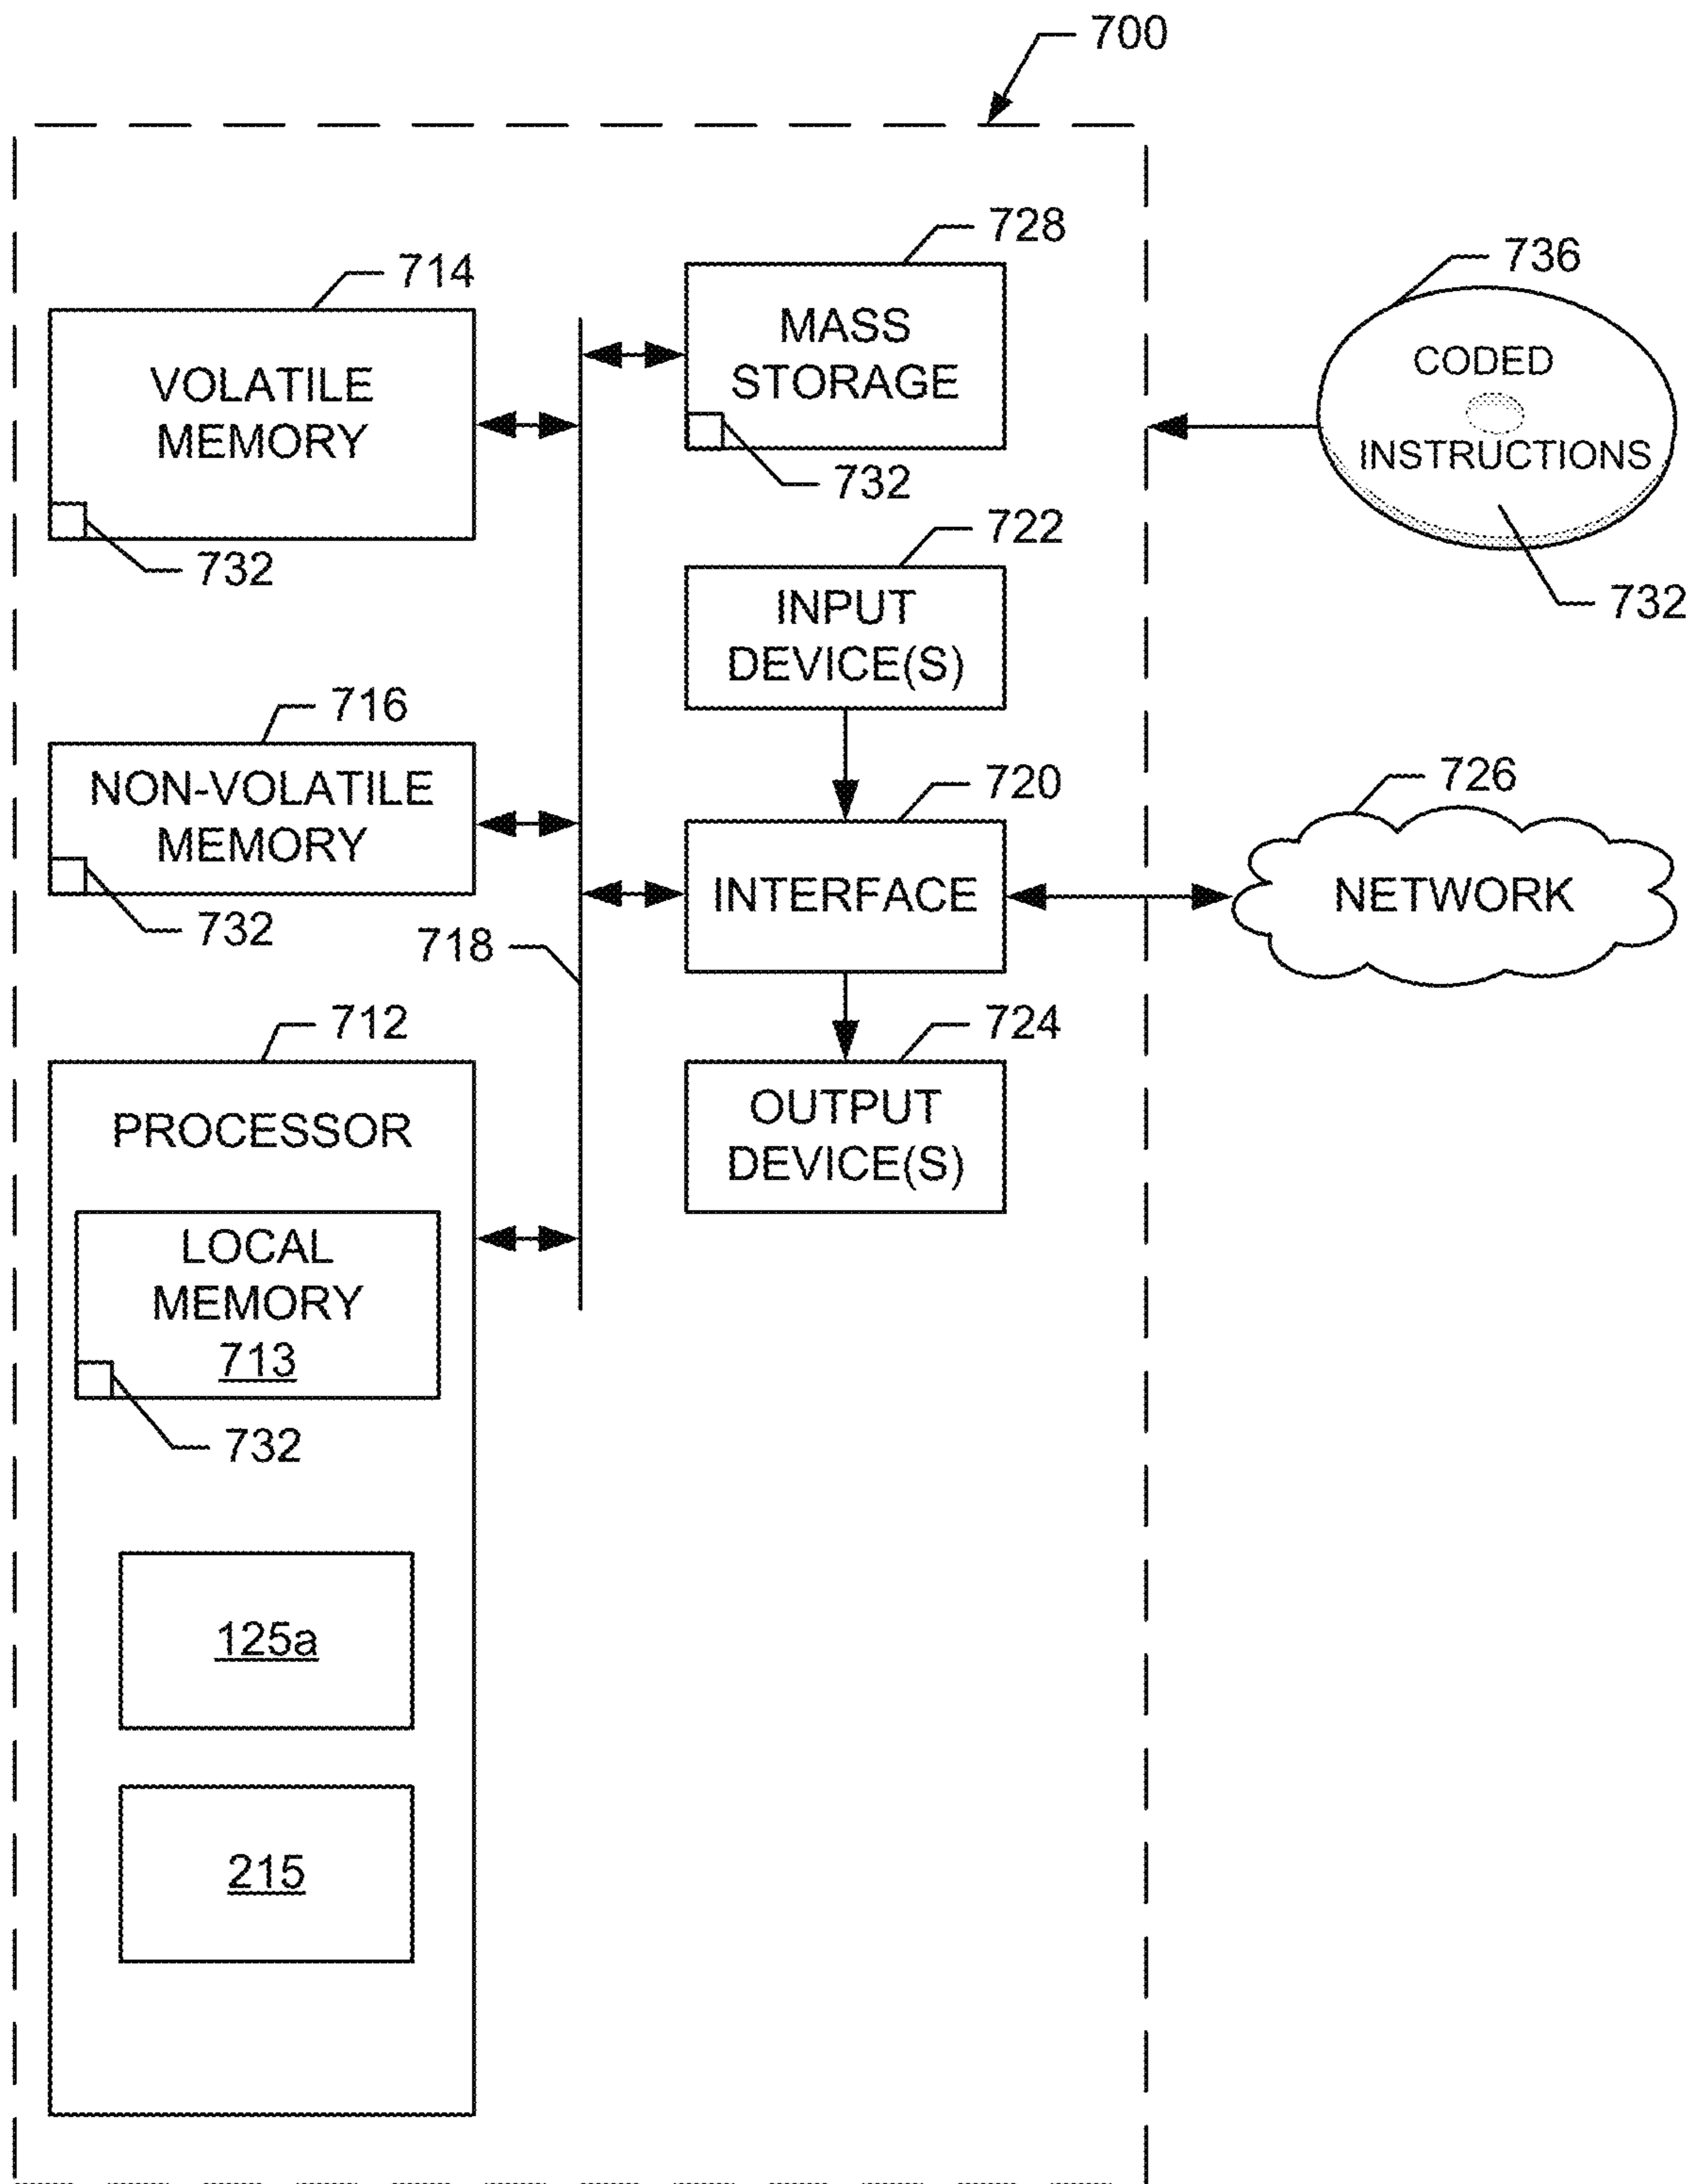 700
728
714
MASS
STORAGE
VOLATILE
MEMORY
732
732
736
CODED
INSTRUCTIONS
732
722
INPUT
DEVICE(S)
716
NON-VOLATILE
MEMORY
732
718
720
INTERFACE
726
NETWORK
712
PROCESSOR
724
OUTPUT
DEVICE(S)
LOCAL
MEMORY
713
732
125a
215